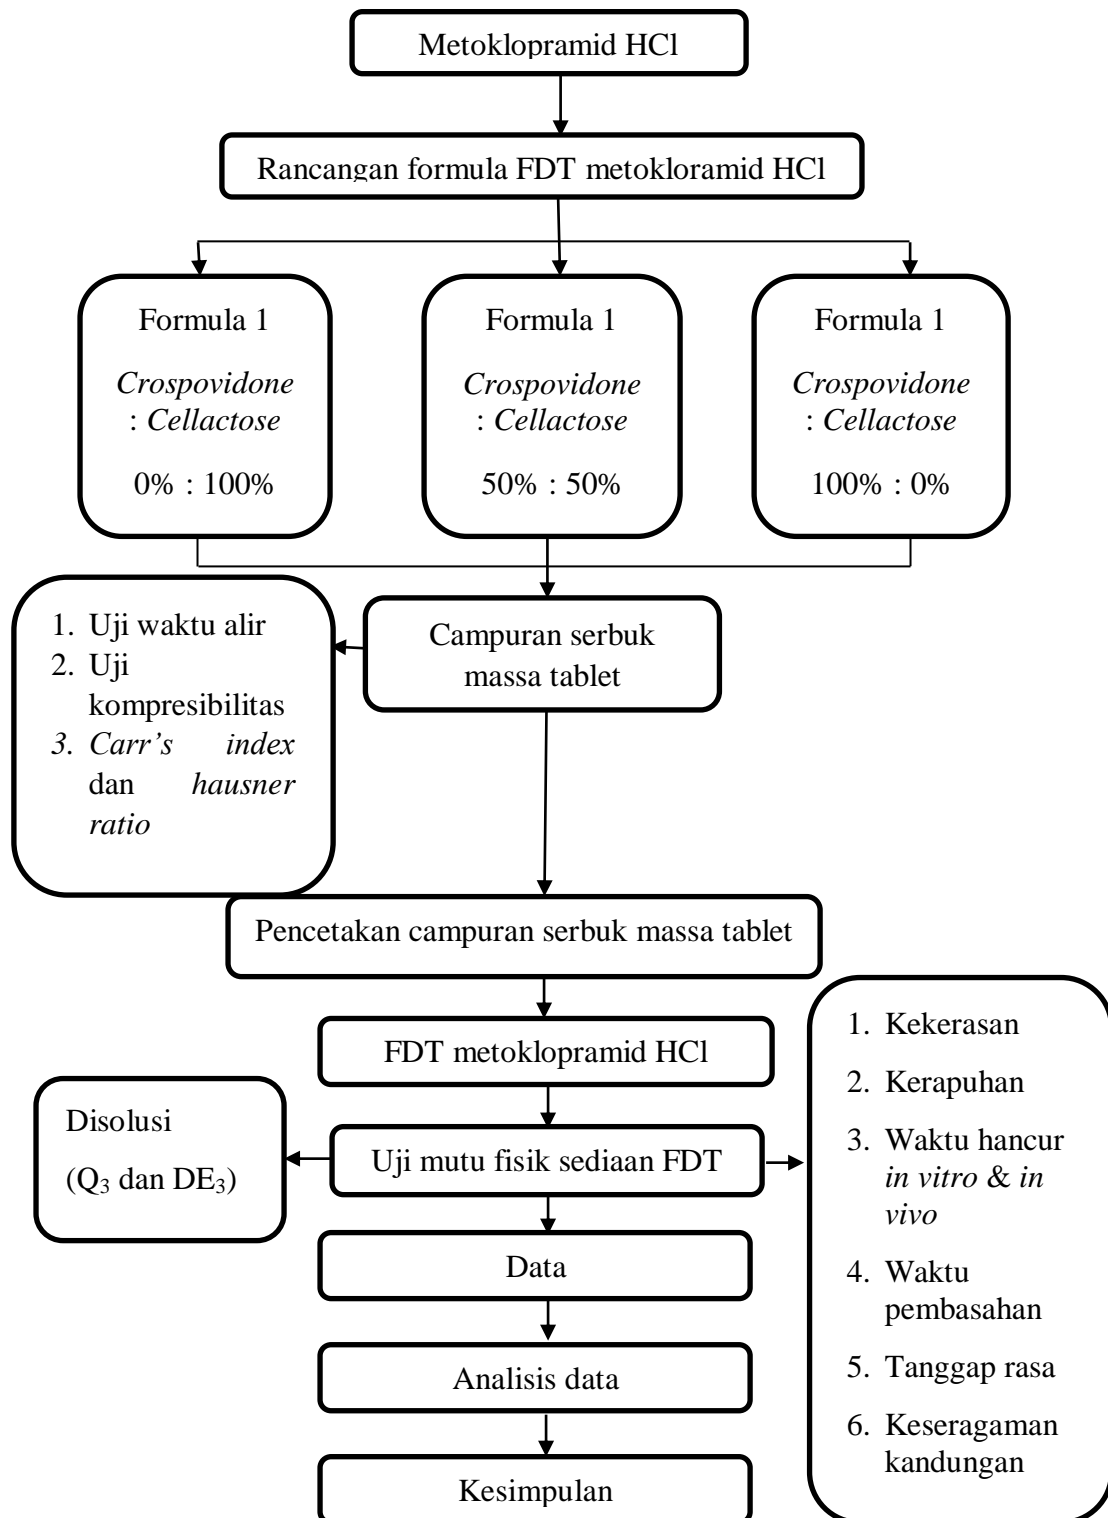 Metoklopramid HCl
Rancangan formula FDT metokloramid HCl
Formula 1
Crospovidone
: Cellactose
0% : 100%
Formula 1
Crospovidone
: Cellactose
50% : 50%
Formula 1
Crospovidone
: Cellactose
100% : 0%
1. Uji waktu alir
2. Uji
kompresibilitas
3. Carr’s index
dan hausner
ratio
Campuran serbuk
massa tablet
Pencetakan campuran serbuk massa tablet
FDT metoklopramid HCl
Disolusi
(Q₃ dan DE₃)
Uji mutu fisik sediaan FDT
1. Kekerasan
2. Kerapuhan
3. Waktu hancur
in vitro & in
vivo
4. Waktu
pembasahan
5. Tanggap rasa
6. Keseragaman
kandungan
Data
Analisis data
Kesimpulan